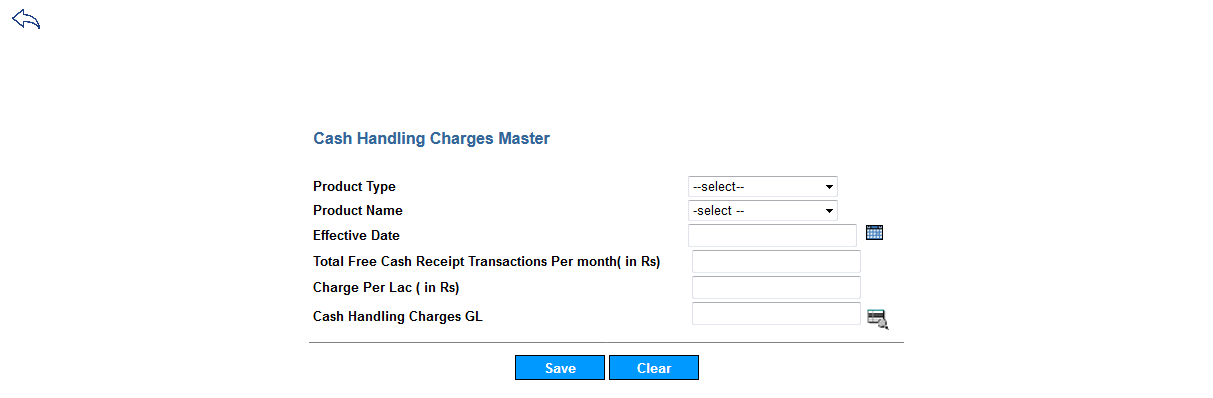 Cash Handling Charges Master
Product Type --select--
Product Name -select --
Effective Date
Total Free Cash Receipt Transactions Per month( in Rs)
Charge Per Lac ( in Rs)
Cash Handling Charges GL
Save Clear